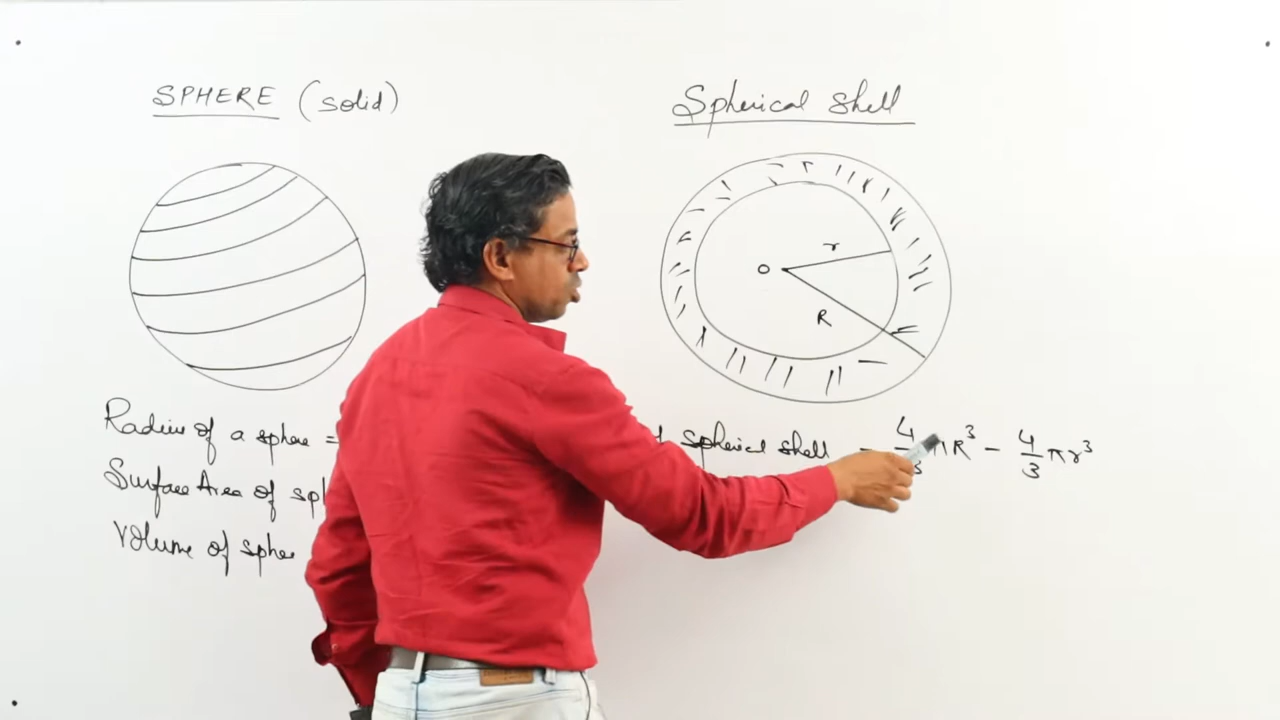 SPHERE (solid)
Radius of a sphere =
Surface Area of sp
Volume of sphe
Spherical Shell
O
r
R
spherical shell = 4/3 πR³ - 4/3 πr³